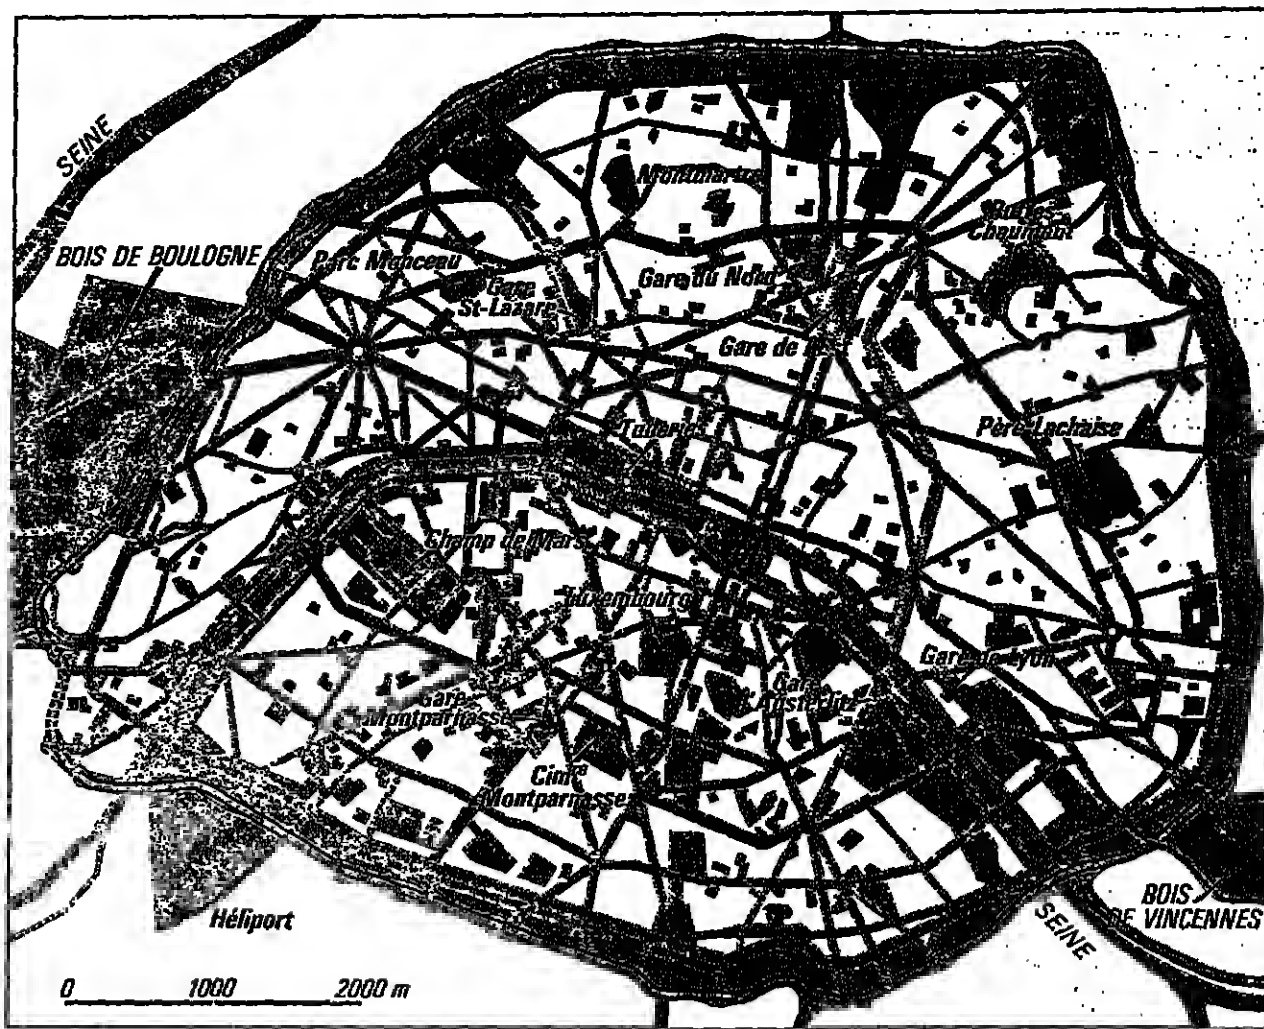 SEINE
BOIS DE BOULOGNE
Montmartre
Buttes
Chaumont
Parc Monceau
Gare
St-Lazare
Gare du Nord
Gare de
Tuileries
Père-Lachaise
Champ de Mars
Luxembourg
Gare de Lyon
Gare
Montparnasse
Gare
Austerlitz
Cim^re
Montparnasse
Héliport
BOIS
DE VINCENNES
SEINE
0 1000 2000 m